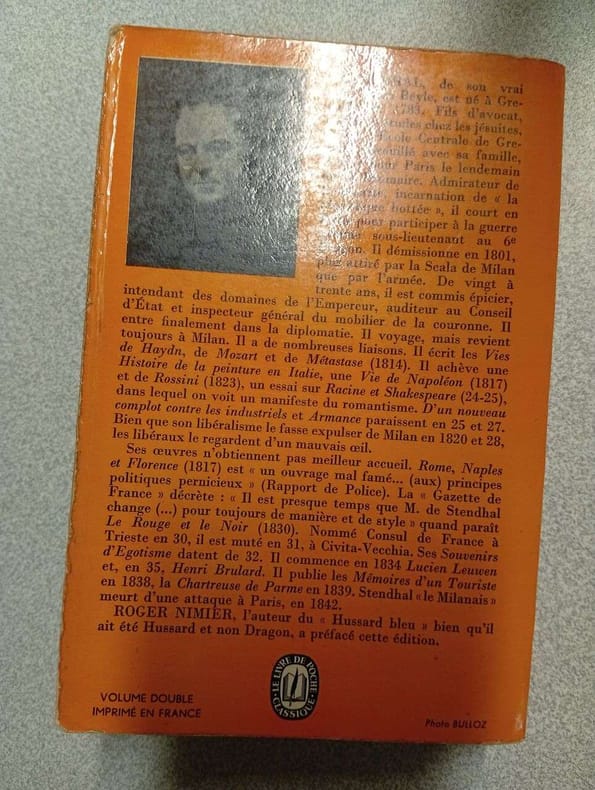 AL, de son vrai
Beyle, est né à Gre-
1783. Fils d'avocat,
études chez les jésuites,
École Centrale de Gre-
ouillé avec sa famille,
pour Paris le lendemain
umaire. Admirateur de
incarnation de « la
que bottée », il court en
pour participer à la guerre
sous-lieutenant au 6e
agon. Il démissionne en 1801,
plus attiré par la Scala de Milan
que par l'armée. De vingt à
trente ans, il est commis épicier,
intendant des domaines de l'Empereur, auditeur au Conseil
d'État et inspecteur général du mobilier de la couronne. Il
entre finalement dans la diplomatie. Il voyage, mais revient
toujours à Milan. Il a de nombreuses liaisons. Il écrit les Vies
de Haydn, de Mozart et de Métastase (1814). Il achève une
Histoire de la peinture en Italie, une Vie de Napoléon (1817)
et de Rossini (1823), un essai sur Racine et Shakespeare (24-25),
dans lequel on voit un manifeste du romantisme. D'un nouveau
complot contre les industriels et Armance paraissent en 25 et 27.
Bien que son libéralisme le fasse expulser de Milan en 1820 et 28,
les libéraux le regardent d'un mauvais œil.
Ses œuvres n'obtiennent pas meilleur accueil. Rome, Naples
et Florence (1817) est « un ouvrage mal famé... (aux) principes
politiques pernicieux » (Rapport de Police). La « Gazette de
France » décrète : « Il est presque temps que M. de Stendhal
change (...) pour toujours de manière et de style » quand paraît
Le Rouge et le Noir (1830). Nommé Consul de France à
Trieste en 30, il est muté en 31, à Civita-Vecchia. Ses Souvenirs
d'Egotisme datent de 32. Il commence en 1834 Lucien Leuwen
et, en 35, Henri Brulard. Il publie les Mémoires d'un Touriste
en 1838, la Chartreuse de Parme en 1839. Stendhal « le Milanais »
meurt d'une attaque à Paris, en 1842.
ROGER NIMIER, l'auteur du « Hussard bleu » bien qu'il
ait été Hussard et non Dragon, a préfacé cette édition.
LE LIVRE DE POCHE
CLASSIQUE
VOLUME DOUBLE
IMPRIMÉ EN FRANCE
Photo BULLOZ